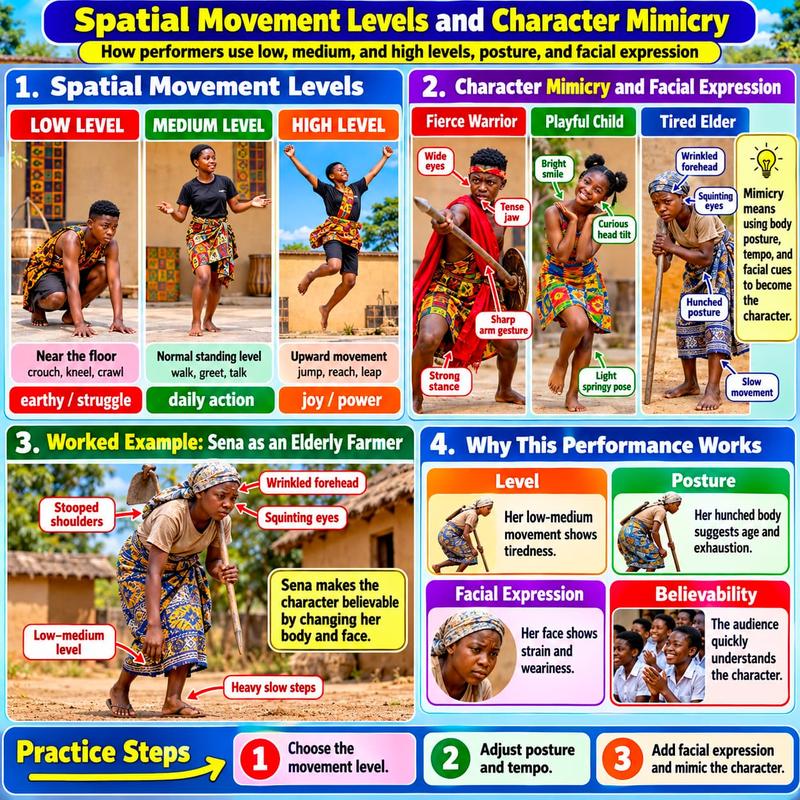 Spatial Movement Levels and Character Mimicry
How performers use low, medium, and high levels, posture, and facial expression
1. Spatial Movement Levels
LOW LEVEL
MEDIUM LEVEL
HIGH LEVEL
Near the floor
crouch, kneel, crawl
Normal standing level
walk, greet, talk
Upward movement
jump, reach, leap
earthy / struggle
daily action
joy / power
2. Character Mimicry and Facial Expression
Fierce Warrior
Playful Child
Tired Elder
Wide
eyes
Tense
jaw
Sharp
arm gesture
Strong
stance
Bright
smile
Curious
head tilt
Light
springy pose
Wrinkled
forehead
Squinting
eyes
Hunched
posture
Slow
movement
Mimicry
means
using body
posture,
tempo, and
facial cues
to become
the
character.
3. Worked Example: Sena as an Elderly Farmer
Stooped
shoulders
Wrinkled forehead
Squinting eyes
Low-medium
level
Heavy slow steps
Sena makes the
character believable
by changing her
body and face.
4. Why This Performance Works
Level
Her low-medium
movement shows
tiredness.
Posture
Her hunched body
suggests age and
exhaustion.
Facial Expression
Her face shows
strain and
weariness.
Believability
The audience
quickly
understands
the character.
Practice Steps
1 Choose the
movement level.
2 Adjust posture
and tempo.
3 Add facial expression
and mimic the character.